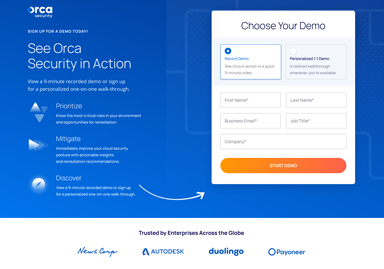 orca
security
SIGN UP FOR A DEMO TODAY!
See Orca
Security in Action
View a 9-minute recorded demo or sign up
for a personalized one-on-one walk-through.
Prioritize
Know the most critical risks in your environment
and opportunities for remediation.
Mitigate
Immediately improve your cloud security
posture with actionable insights
and remediation recommendations.
Discover
View a 9-minute recorded demo or sign up
for a personalized one-on-one walk-through.
Choose Your Demo
Record Demo
See Orca in action in a quick
9-minute video
Personalized 1:1 Demo
A tailored walkthrough
whenever you're available
First Name*
Last Name*
Business Email*
Job Title*
Company*
START DEMO
Trusted by Enterprises Across the Globe
News Corp
AUTODESK
duolingo
Payoneer